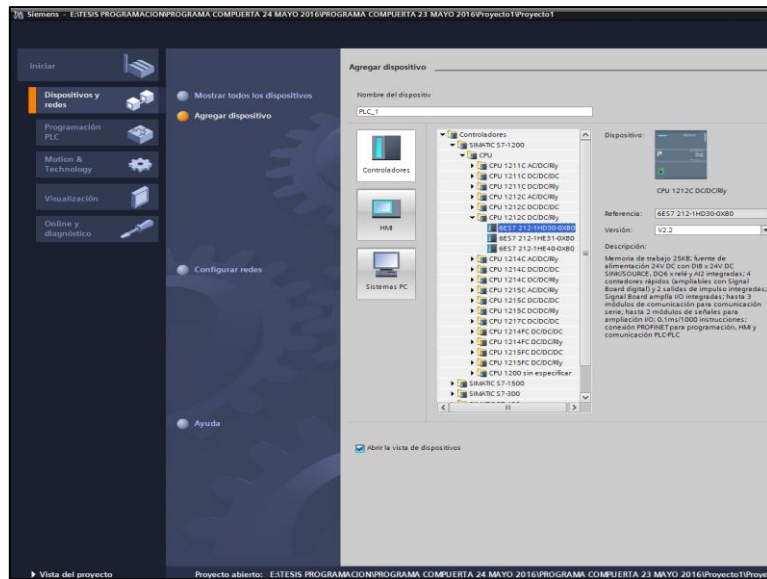 Siemens - E:\TESIS PROGRAMACION\PROGRAMA COMPUERTA 24 MAYO 2016\PROGRAMA COMPUERTA 23 MAYO 2016\Proyecto1\Proyecto1
Iniciar
Dispositivos y
redes
Programación
PLC
Motion &
Technology
Visualización
Online y
diagnóstico
Mostrar todos los dispositivos
Agregar dispositivo
Configurar redes
Ayuda
Agregar dispositivo
Nombre del dispositiv
PLC_1
Controladores
HMI
Sistemas PC
Controladores
SIMATIC S7-1200
CPU
CPU 1211C AC/DC/Rly
CPU 1211C DC/DC/DC
CPU 1211C DC/DC/Rly
CPU 1212C AC/DC/Rly
CPU 1212C DC/DC/DC
CPU 1212C DC/DC/Rly
6ES7 212-1HD30-0XB0
6ES7 212-1HE31-0XB0
6ES7 212-1HE40-0XB0
CPU 1214C AC/DC/Rly
CPU 1214C DC/DC/DC
CPU 1214C DC/DC/Rly
CPU 1215C AC/DC/Rly
CPU 1215C DC/DC/DC
CPU 1215C DC/DC/Rly
CPU 1217C DC/DC/DC
CPU 1214FC DC/DC/DC
CPU 1214FC DC/DC/Rly
CPU 1215FC DC/DC/DC
CPU 1215FC DC/DC/Rly
CPU 1200 sin especificar
SIMATIC S7-1500
SIMATIC S7-300
Dispositivo:
CPU 1212C DC/DC/Rly
Referencia: 6ES7 212-1HD30-0XB0
Versión: V2.2
Descripción:
Memoria de trabajo 25KB; fuente de
alimentación 24V DC con DI8 x 24V DC
SINK/SOURCE, DQ6 x relé y AI2 integradas; 4
contadores rápidos (ampliables con Signal
Board digital) y 2 salidas de impulso integradas;
Signal Board amplía I/O integradas; hasta 3
módulos de comunicación para comunicación
serie; hasta 2 módulos de señales para
ampliación I/O; 0,1ms/1000 instrucciones;
conexión PROFINET para programación, HMI y
comunicación PLC-PLC
Abrir la vista de dispositivos
Vista del proyecto
Proyecto abierto: E:\TESIS PROGRAMACION\PROGRAMA COMPUERTA 24 MAYO 2016\PROGRAMA COMPUERTA 23 MAYO 2016\Proyecto1\Proye